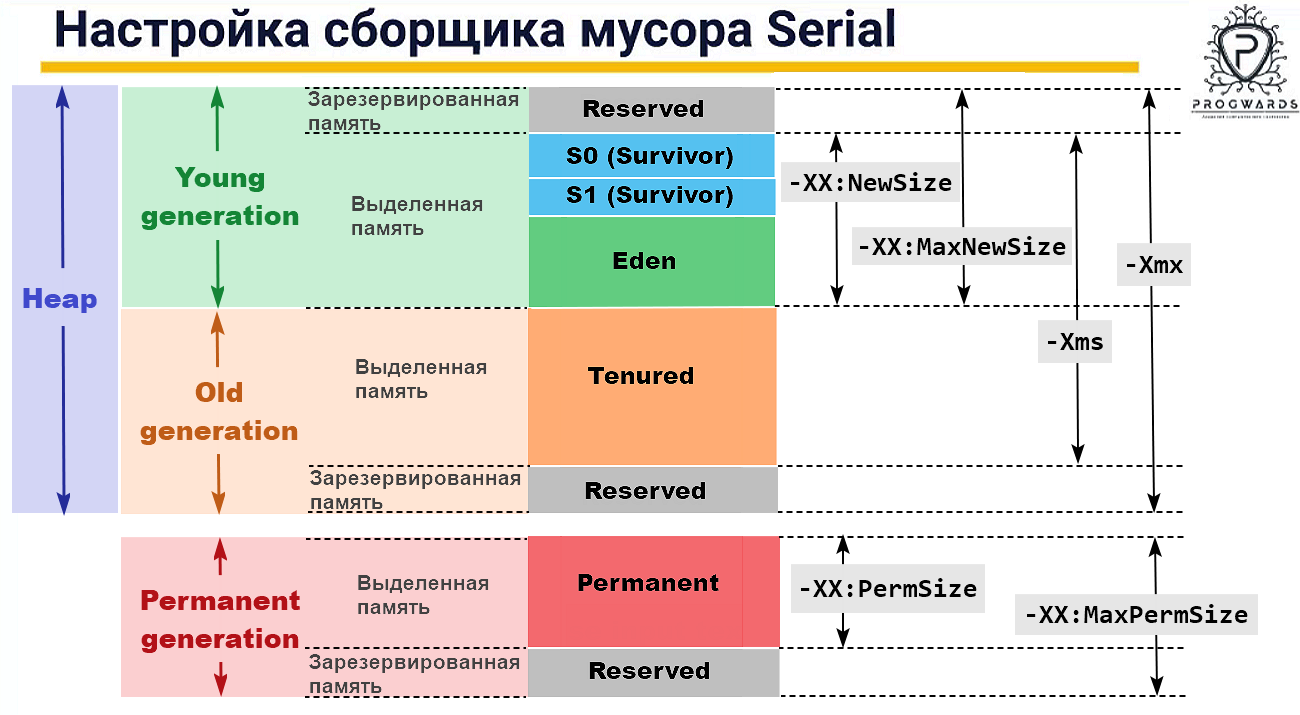 Настройка сборщика мусора Serial
PROGWARDS
Зарезервированная
память
Reserved
S0 (Survivor)
S1 (Survivor)
Young
generation
Выделенная
память
Eden
-XX:NewSize
-XX:MaxNewSize
-Xmx
-Xms
Heap
Old
generation
Выделенная
память
Tenured
Зарезервированная
память
Reserved
Permanent
generation
Выделенная
память
Permanent
-XX:PermSize
-XX:MaxPermSize
Зарезервированная
память
Reserved